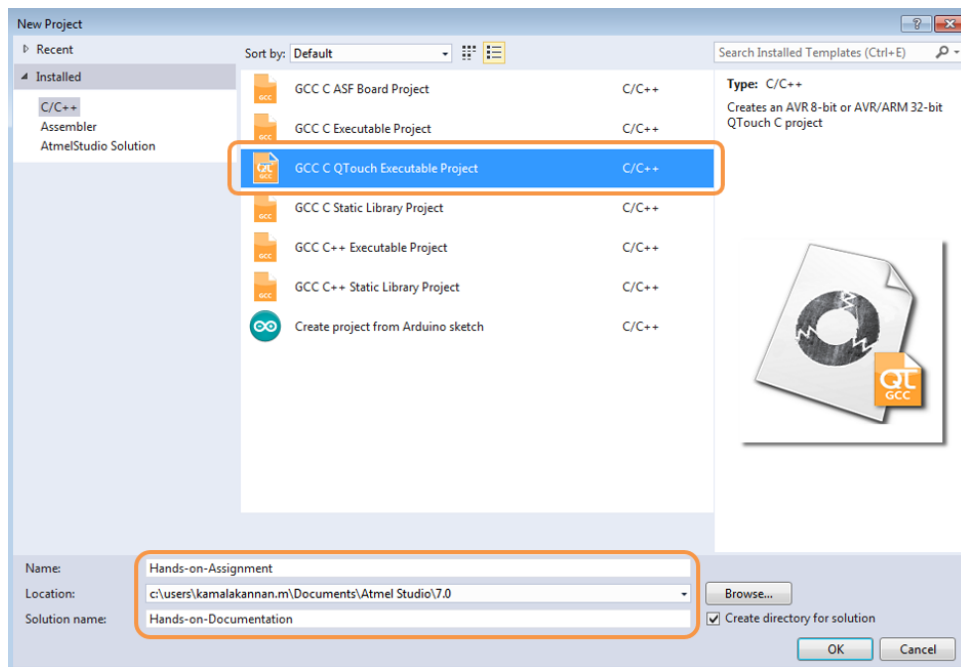 New Project
Recent
Sort by: Default
Search Installed Templates (Ctrl+E)
Installed
C/C++
Assembler
AtmelStudio Solution
GCC C ASF Board Project C/C++
GCC C Executable Project C/C++
GCC C QTouch Executable Project C/C++
GCC C Static Library Project C/C++
GCC C++ Executable Project C/C++
GCC C++ Static Library Project C/C++
Create project from Arduino sketch C/C++
GCC
GCC
QT
GCC
GCC
GCC
GCC
Type: C/C++
Creates an AVR 8-bit or AVR/ARM 32-bit
QTouch C project
QT
GCC
Name: Hands-on-Assignment
Location: c:\users\kamalakannan.m\Documents\Atmel Studio\7.0
Browse...
Solution name: Hands-on-Documentation
Create directory for solution
OK
Cancel